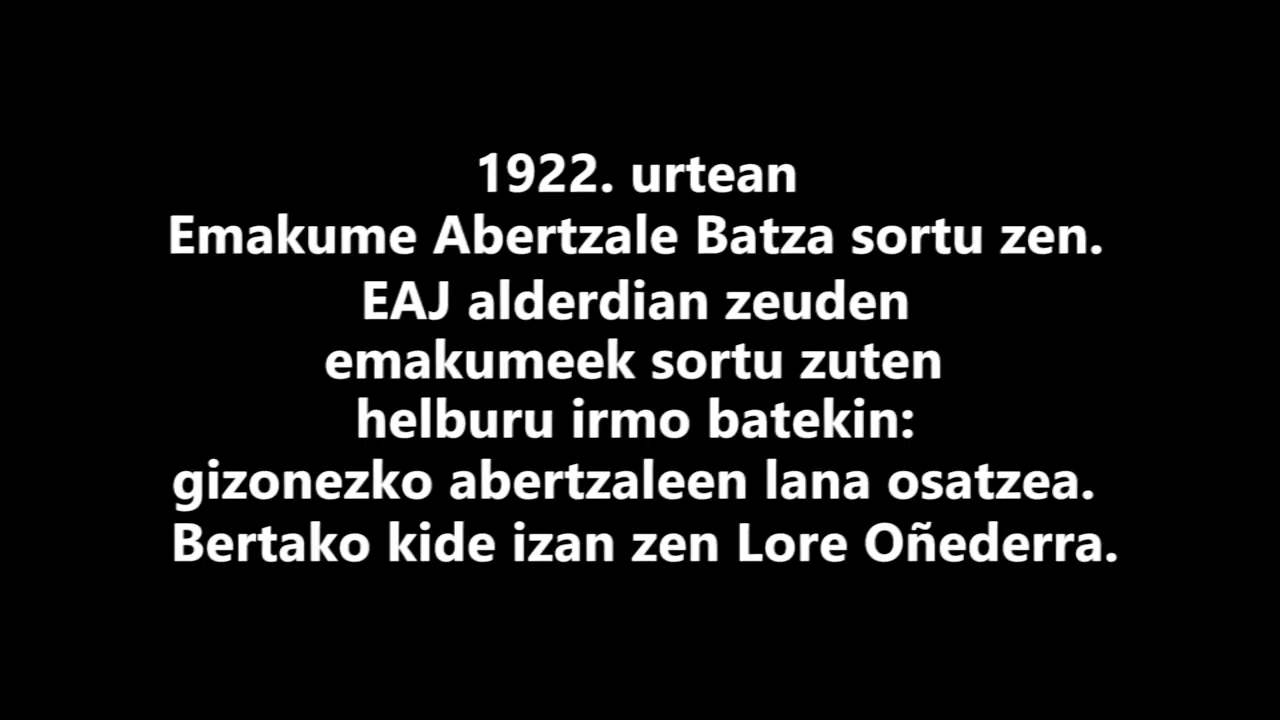 1922. urtean
Emakume Abertzale Batza sortu zen.
EAJ alderdian zeuden
emakumeek sortu zuten
helburu irmo batekin:
gizonezko abertzaleen lana osatzea.
Bertako kide izan zen Lore Oñederra.